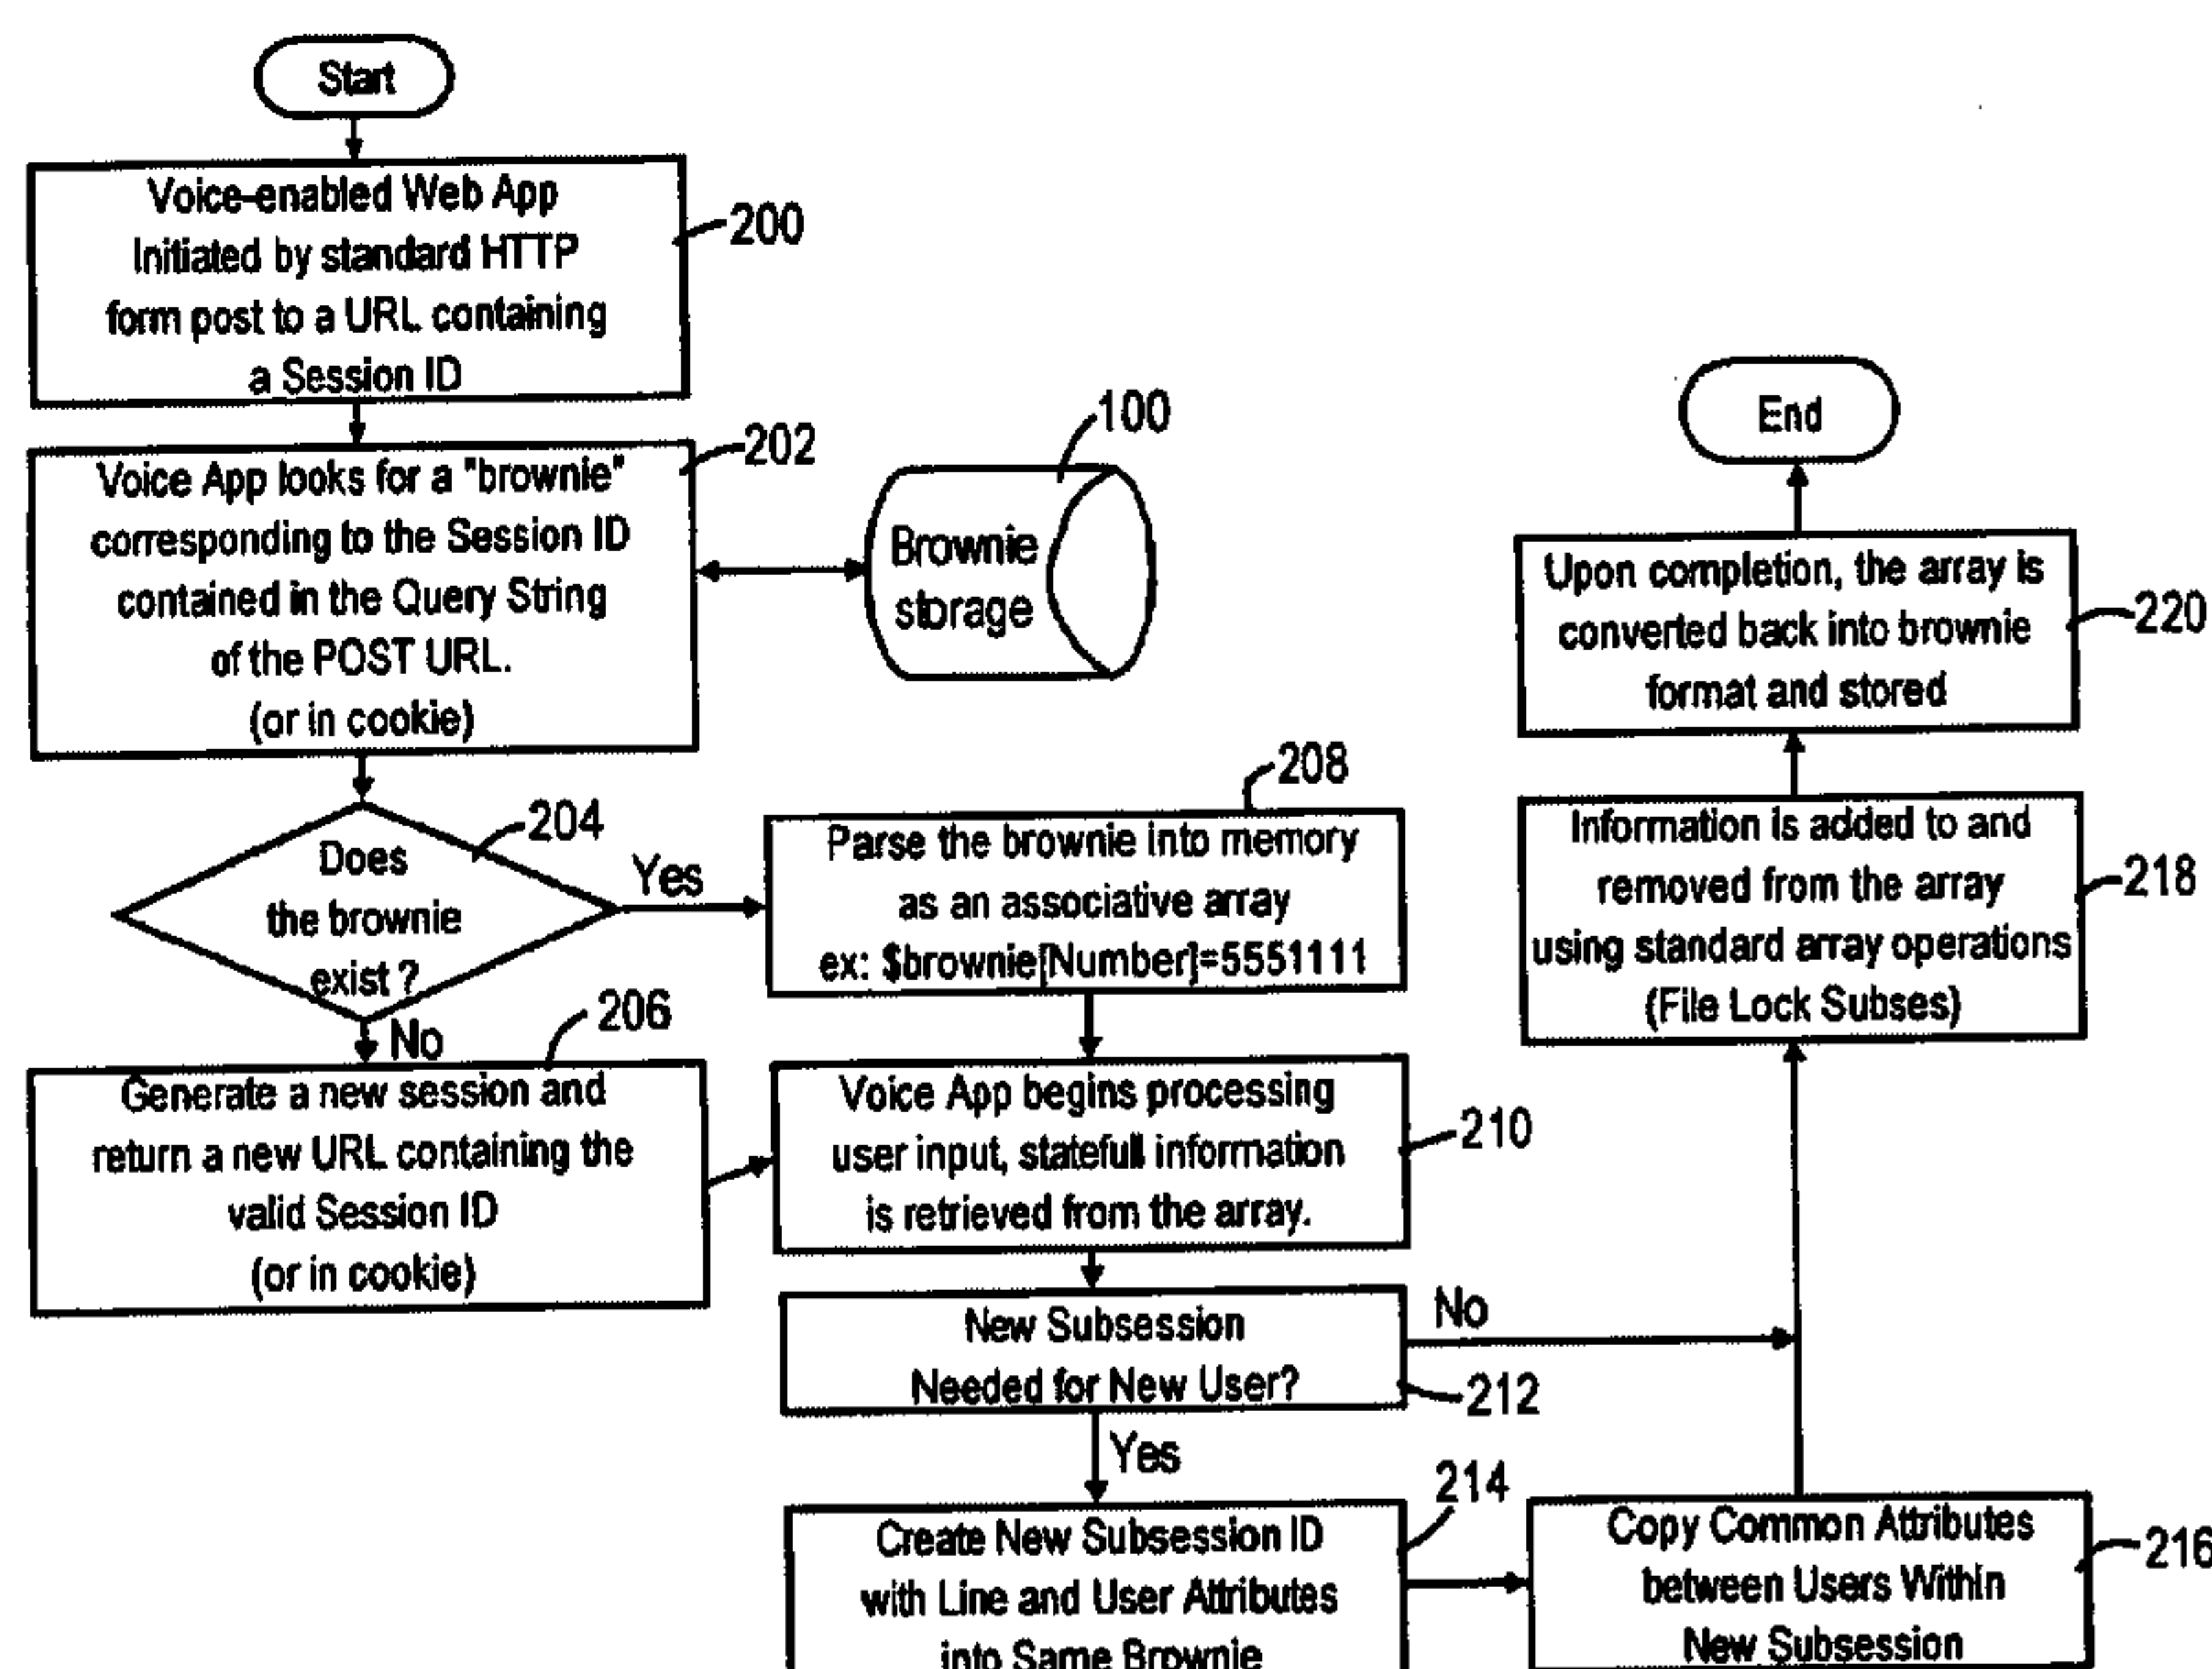 Start
Voice-enabled Web App
Initiated by standard HTTP
form post to a URL containing
a Session ID
200
Voice App looks for a "brownie"
corresponding to the Session ID
contained in the Query String
of the POST URL.
(or in cookie)
202
100
Brownie
storage
Does
the brownie
exist ?
204
Yes
No
206
Generate a new session and
return a new URL containing the
valid Session ID
(or in cookie)
208
Parse the brownie into memory
as an associative array
ex: $brownie[Number]=5551111
Voice App begins processing
user input, statefull information
is retrieved from the array.
210
New Subsession
Needed for New User?
No
212
Yes
214
Create New Subsession ID
with Line and User Attributes
into Same Brownie
Copy Common Attributes
between Users Within
New Subsession
216
Information is added to and
removed from the array
using standard array operations
(File Lock Subses)
218
Upon completion, the array is
converted back into brownie
format and stored
220
End